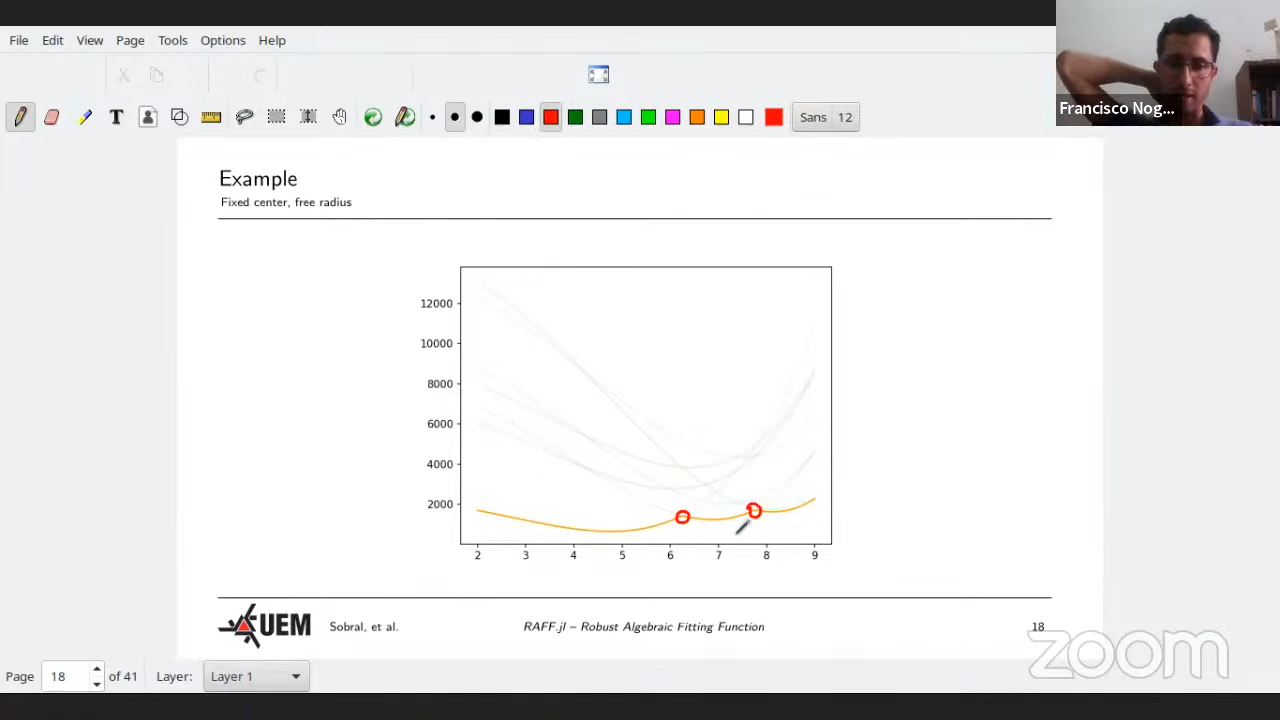 File Edit View Page Tools Options Help
Francisco Nog...
T
Sans 12
Example
Fixed center, free radius
12000
10000
8000
6000
4000
2000
2 3 4 5 6 7 8 9
UEM
Sobral, et al.
RAFF.jl – Robust Algebraic Fitting Function
18
zoom
Page 18 of 41 Layer: Layer 1